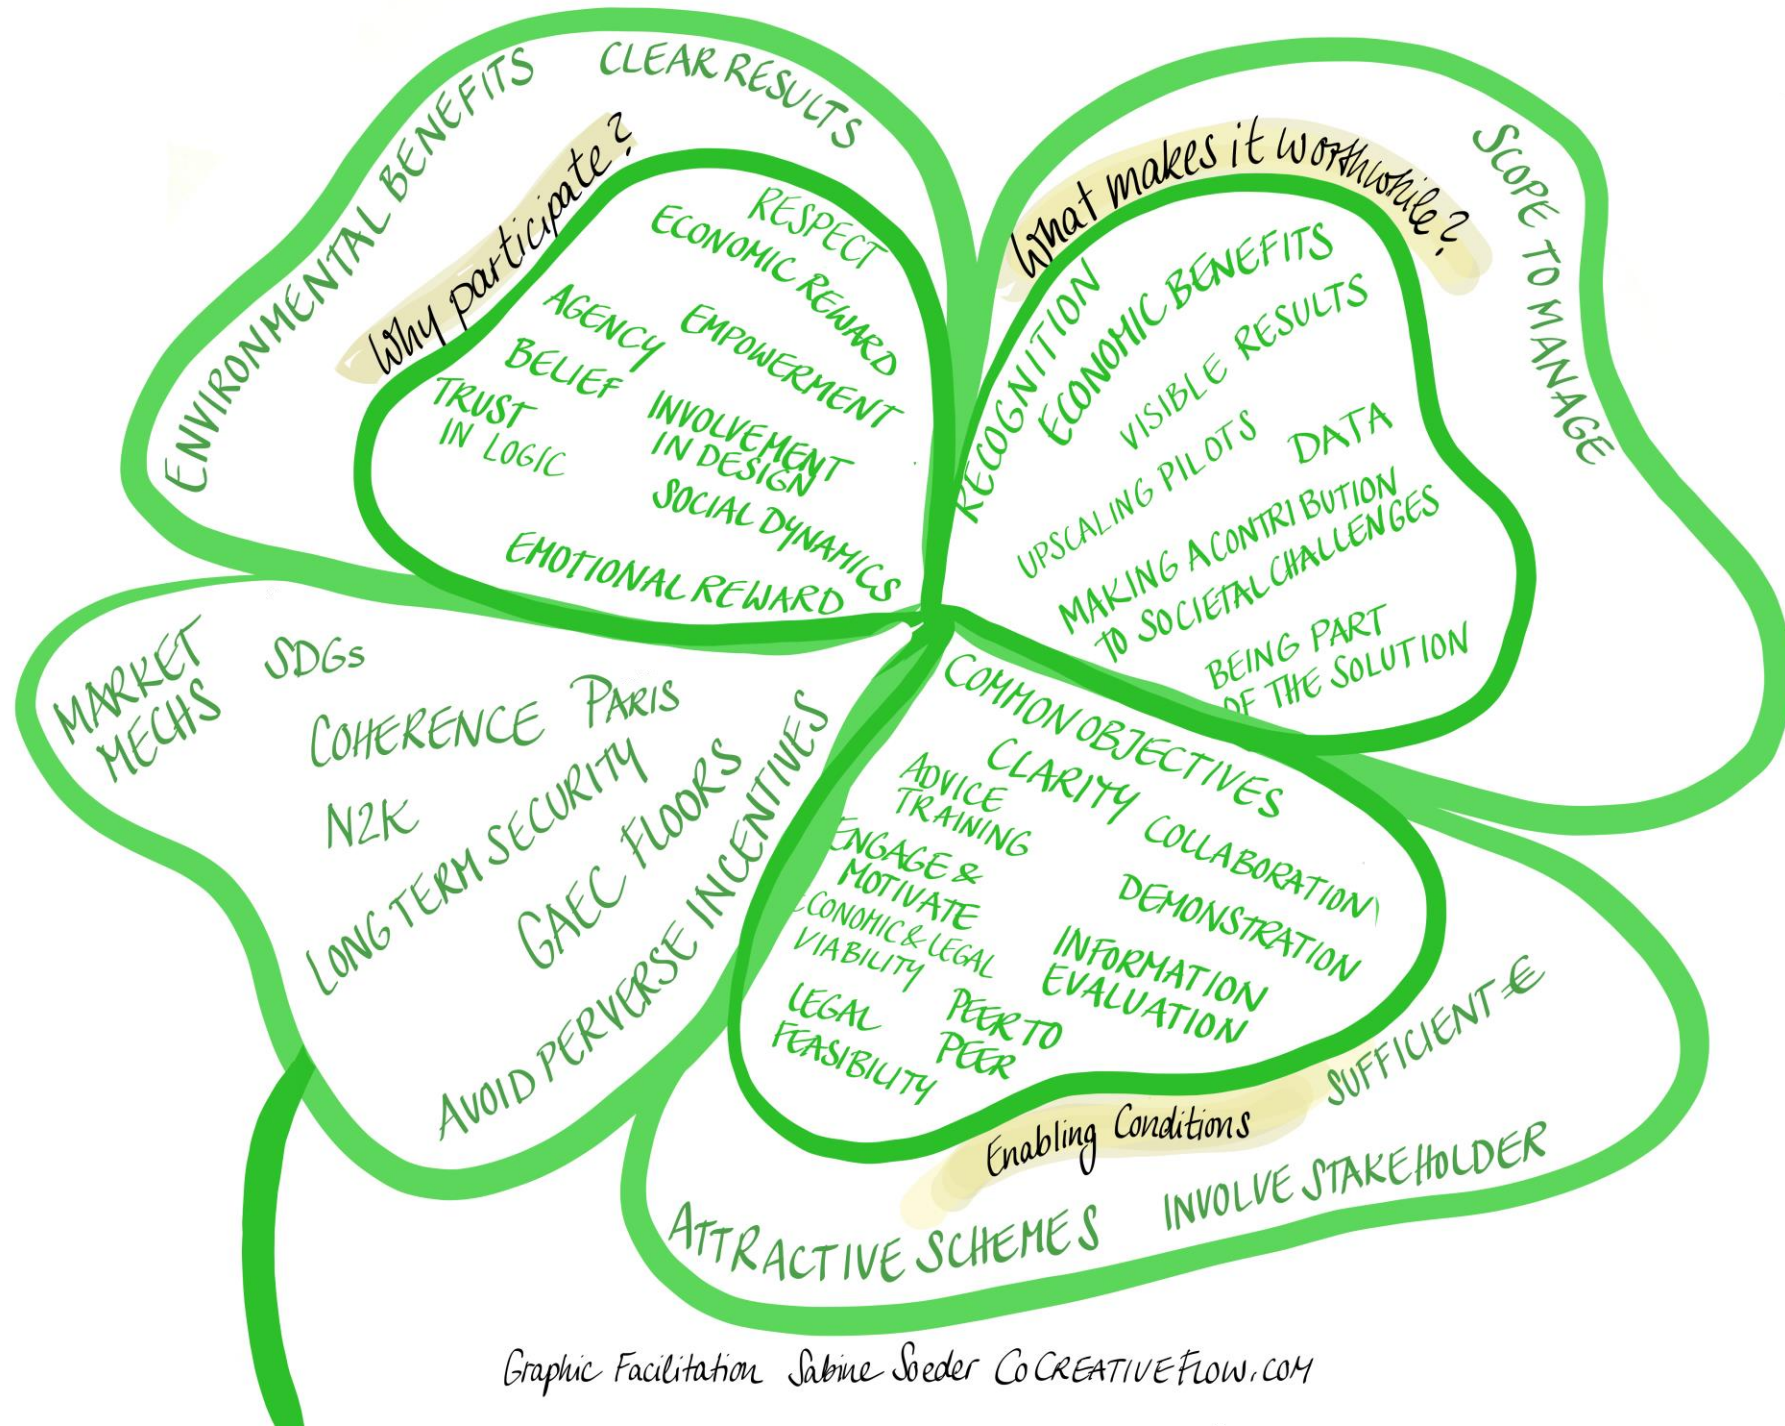 ENVIRONMENTAL BENEFITS
CLEAR RESULTS
Why participate?
RESPECT
ECONOMIC REWARD
AGENCY
EMPOWERMENT
BELIEF
TRUST
IN LOGIC
INVOLVEMENT
IN DESIGN
SOCIAL DYNAMICS
EMOTIONAL REWARD
What makes it worthwhile?
SCOPE TO MANAGE
RECOGNITION
ECONOMIC BENEFITS
VISIBLE RESULTS
UPSCALING PILOTS
DATA
MAKING A CONTRIBUTION
TO SOCIETAL CHALLENGES
BEING PART
OF THE SOLUTION
MARKET
MECHS
SDGs
COHERENCE
PARIS
N2K
LONG TERM SECURITY
GAEC FLOORS
AVOID PERVERSE INCENTIVES
COMMON OBJECTIVES
CLARITY
ADVICE
TRAINING
COLLABORATION
ENGAGE &
MOTIVATE
DEMONSTRATION
ECONOMIC & LEGAL
VIABILITY
INFORMATION
EVALUATION
LEGAL
FEASIBILITY
PEER TO
PEER
Enabling Conditions
SUFFICIENT €
ATTRACTIVE SCHEMES
INVOLVE STAKEHOLDER
Graphic Facilitation Sabine Soeder COCREATIVEFLOW.COM